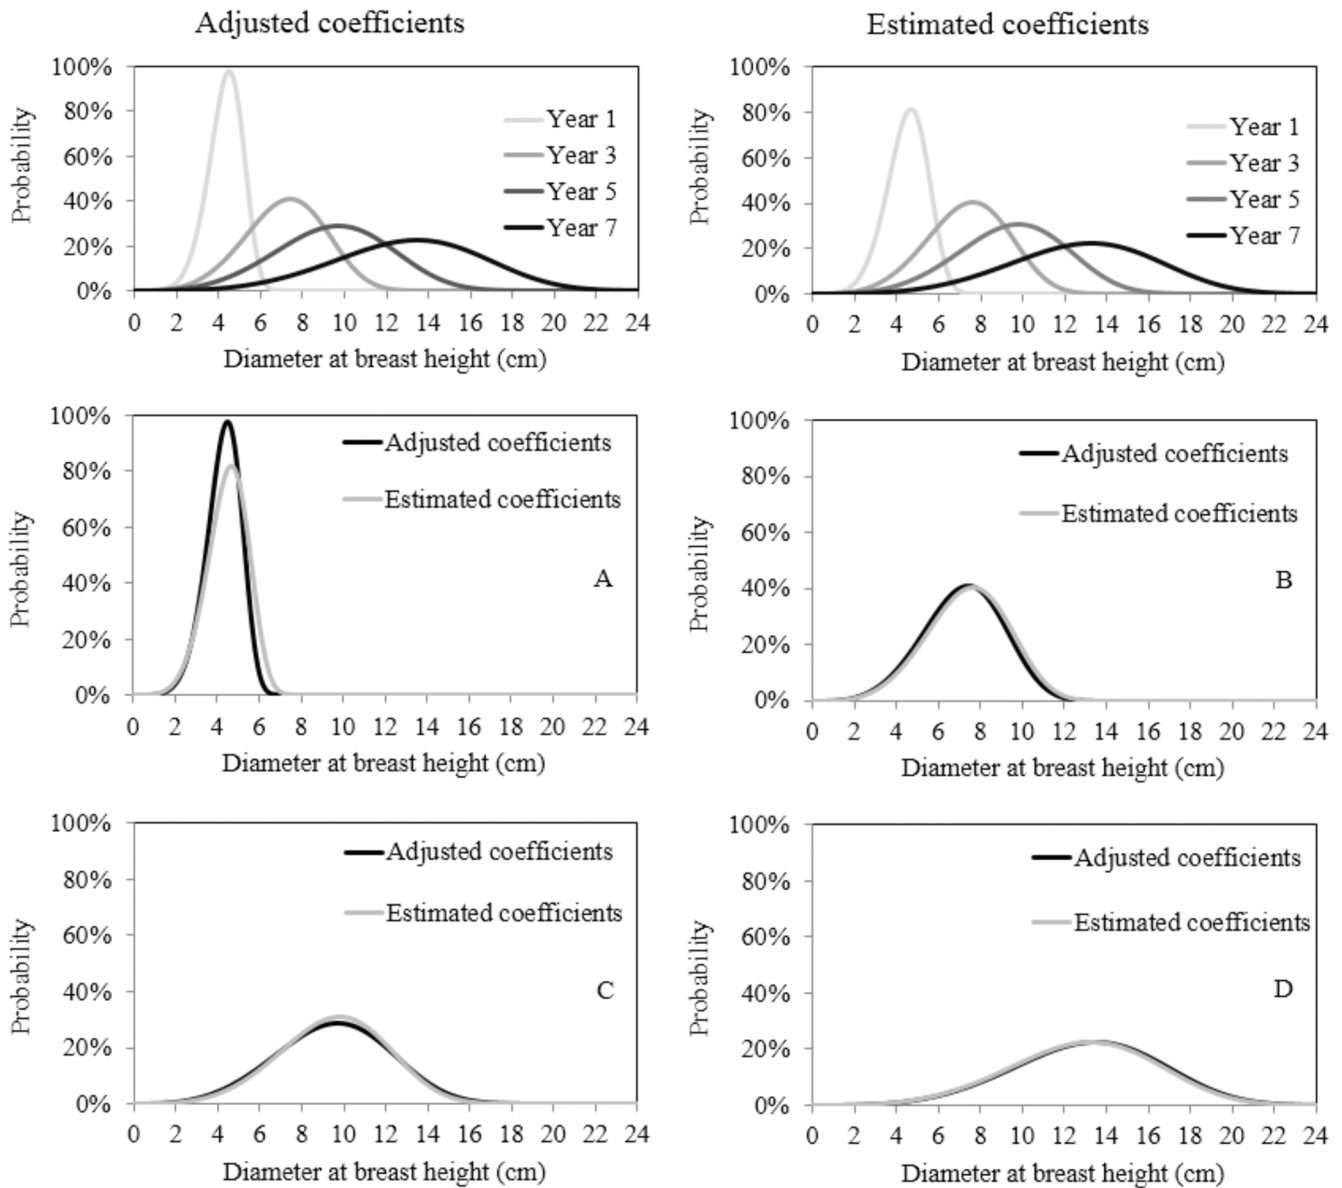 Adjusted coefficients
100%
80%
60%
40%
20%
0%
Probability
Year 1
Year 3
Year 5
Year 7
0 2 4 6 8 10 12 14 16 18 20 22 24
Diameter at breast height (cm)
Estimated coefficients
100%
80%
60%
40%
20%
0%
Probability
Year 1
Year 3
Year 5
Year 7
0 2 4 6 8 10 12 14 16 18 20 22 24
Diameter at breast height (cm)
100%
80%
60%
40%
20%
0%
Probability
Adjusted coefficients
Estimated coefficients
A
0 2 4 6 8 10 12 14 16 18 20 22 24
Diameter at breast height (cm)
100%
80%
60%
40%
20%
0%
Probability
Adjusted coefficients
Estimated coefficients
B
0 2 4 6 8 10 12 14 16 18 20 22 24
Diameter at breast height (cm)
100%
80%
60%
40%
20%
0%
Probability
Adjusted coefficients
Estimated coefficients
C
0 2 4 6 8 10 12 14 16 18 20 22 24
Diameter at breast height (cm)
100%
80%
60%
40%
20%
0%
Probability
Adjusted coefficients
Estimated coefficients
D
0 2 4 6 8 10 12 14 16 18 20 22 24
Diameter at breast height (cm)